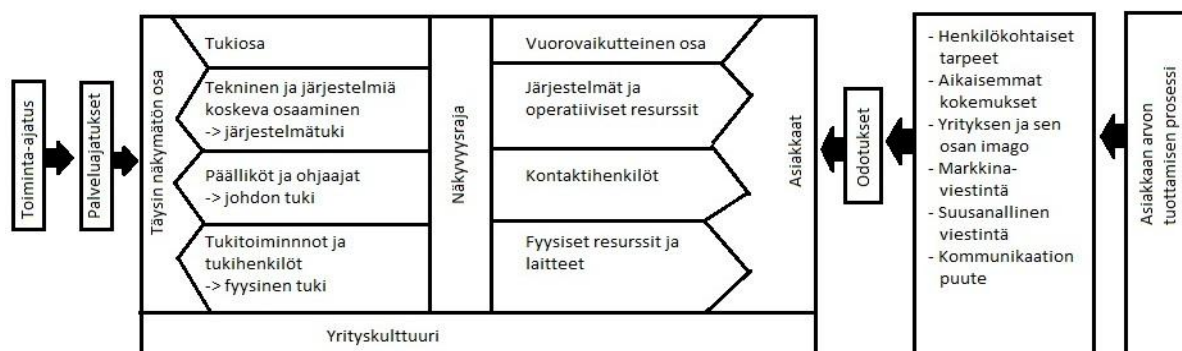 Toiminta-ajatus
Palveluajatukset
Täysin näkymätön osa
Tukiosa
Tekninen ja järjestelmiä
koskeva osaaminen
-> järjestelmätuki
Päälliköt ja ohjaajat
-> johdon tuki
Tukitoiminnnot ja
tukihenkilöt
-> fyysinen tuki
Näkyvyysraja
Vuorovaikutteinen osa
Järjestelmät ja
operatiiviset resurssit
Kontaktihenkilöt
Fyysiset resurssit ja
laitteet
Asiakkaat
Yrityskulttuuri
Odotukset
- Henkilökohtaiset
tarpeet
- Aikaisemmat
kokemukset
- Yrityksen ja sen
osan imago
- Markkina-
viestintä
- Suusanallinen
viestintä
- Kommunikaation
puute
Asiakkaan arvon
tuottamisen prosessi